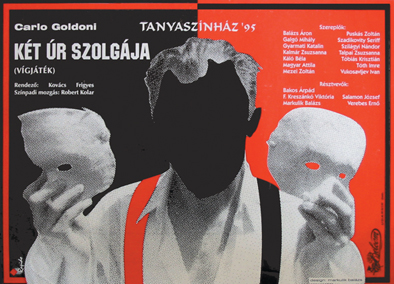 Carlo Goldoni
TANYASZÍNHÁZ '95
KÉT ÚR SZOLGÁJA
(VÍGJÁTÉK)
Rendező: Kovács Frigyes
Színpadi mozgás: Robert Kolar
Szereplők:
Balázs Áron
Galgó Mihály
Gyarmati Katalin
Kalmár Zsuzsanna
Káló Béla
Magyar Attila
Mezei Zoltán
Puskás Zoltán
Szadikovity Seriff
Szilágyi Nándor
Talpai Zsuzsanna
Tóbiás Krisztián
Tóth Imre
Vukosavljev Ivan
Résztvevők:
Bakos Árpád
F. Kreszánkó Viktória
Markulik Balázs
Salamon József
Verebes Ernő